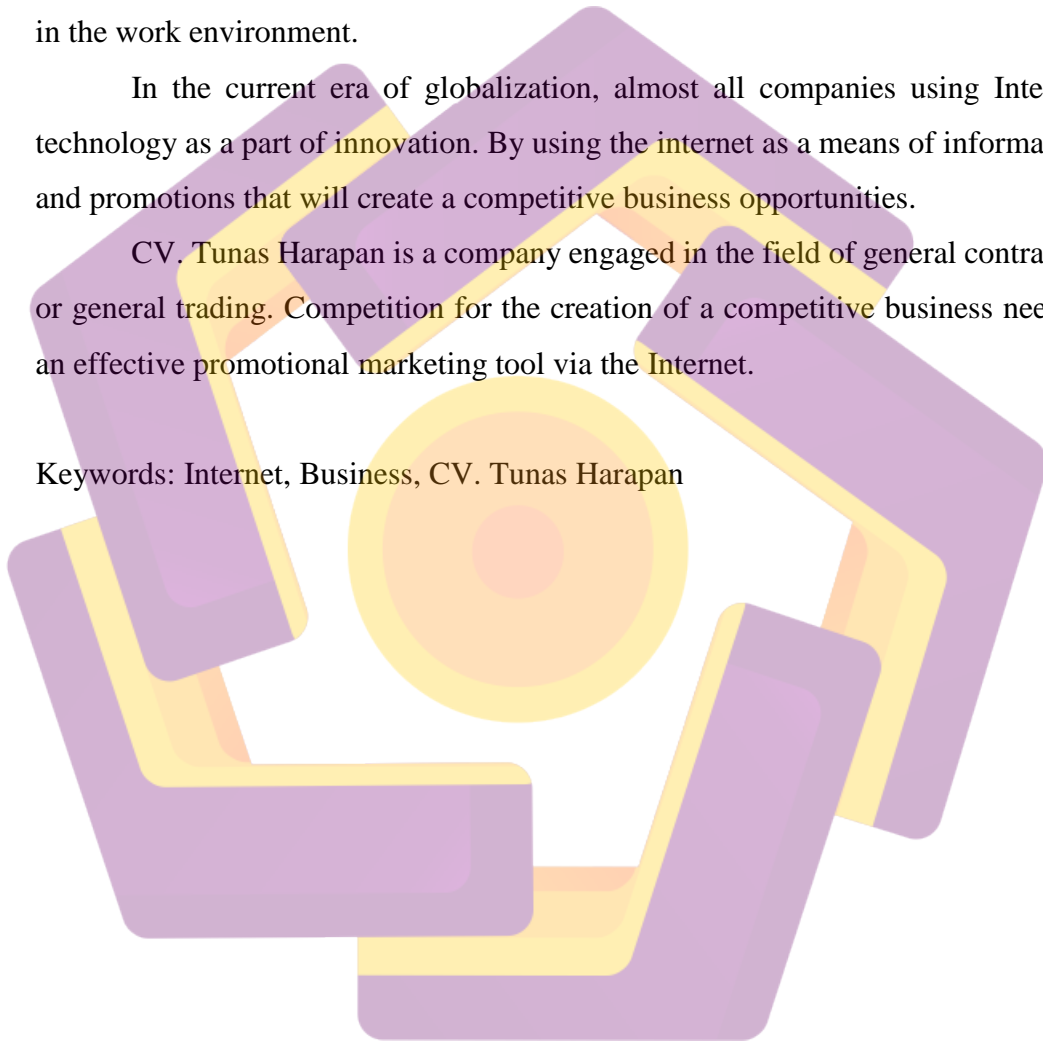 in the work environment.
In the current era of globalization, almost all companies using Inte
technology as a part of innovation. By using the internet as a means of informa
and promotions that will create a competitive business opportunities.
CV. Tunas Harapan is a company engaged in the field of general contra
or general trading. Competition for the creation of a competitive business nee
an effective promotional marketing tool via the Internet.
Keywords: Internet, Business, CV. Tunas Harapan